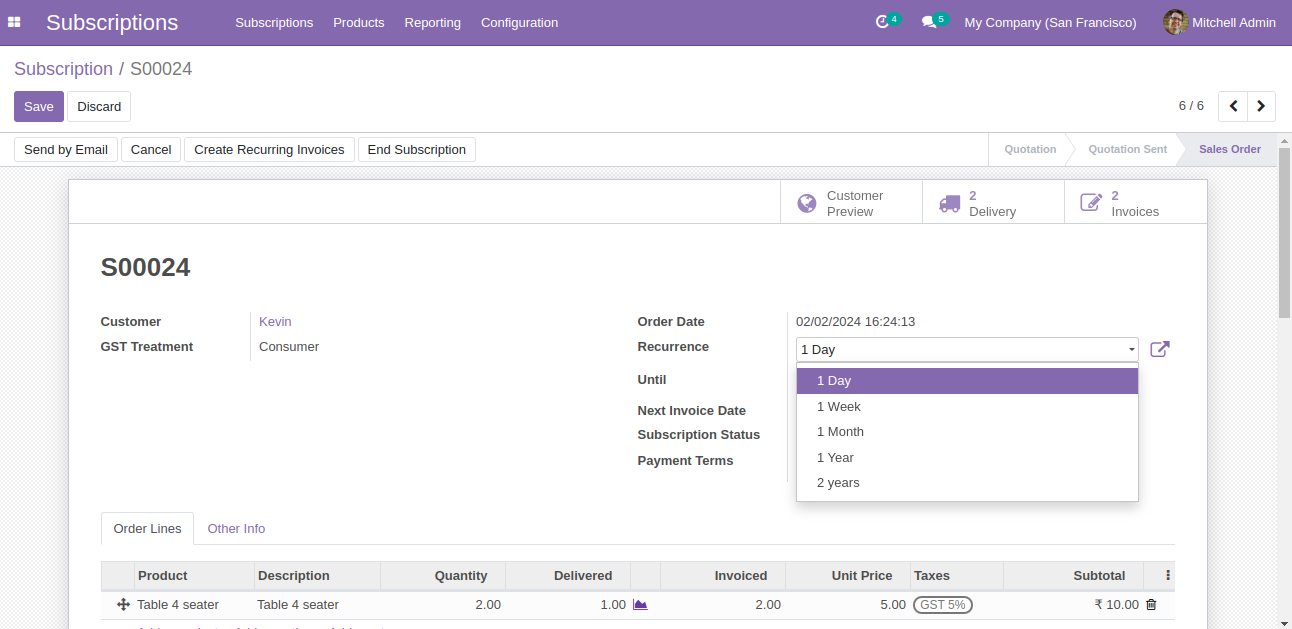 Subscriptions Subscriptions Products Reporting Configuration 4 5 My Company (San Francisco) Mitchell Admin
Subscription / S00024
Save Discard 6 / 6
Send by Email Cancel Create Recurring Invoices End Subscription Quotation Quotation Sent Sales Order
Customer Preview 2 Delivery 2 Invoices
S00024
Customer Kevin Order Date 02/02/2024 16:24:13
GST Treatment Consumer Recurrence 1 Day
Until 1 Day
1 Week
Next Invoice Date
Subscription Status 1 Month
Payment Terms 1 Year
2 years
Order Lines Other Info
Product Description Quantity Delivered Invoiced Unit Price Taxes Subtotal
Table 4 seater Table 4 seater 2.00 1.00 2.00 5.00 GST 5% ₹ 10.00